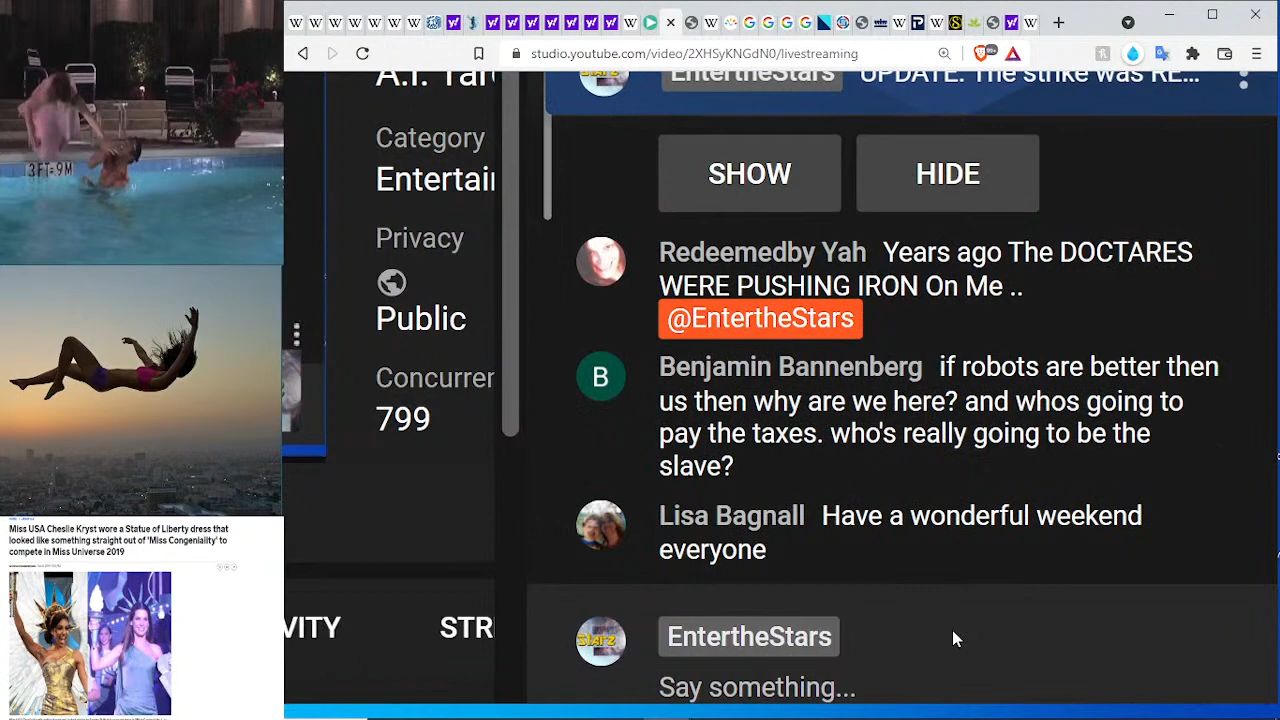 3 FT=9M
Miss USA Cheslie Kryst wore a Statue of Liberty dress that
looked like something straight out of 'Miss Congeniality' to
compete in Miss Universe 2019
studio.youtube.com/video/2XHSyKNGdN0/livestreaming
99+
A.I. Tar
Category
Entertai
Privacy
Public
Concurrer
799
VITY
STR
EntertheStars UPDATE: The strike was RE...
SHOW
HIDE
Redeemedby Yah Years ago The DOCTARES
WERE PUSHING IRON On Me ..
@EntertheStars
B
Benjamin Bannenberg if robots are better then
us then why are we here? and whos going to
pay the taxes. who's really going to be the
slave?
Lisa Bagnall Have a wonderful weekend
everyone
STARZ
EntertheStars
Say something...